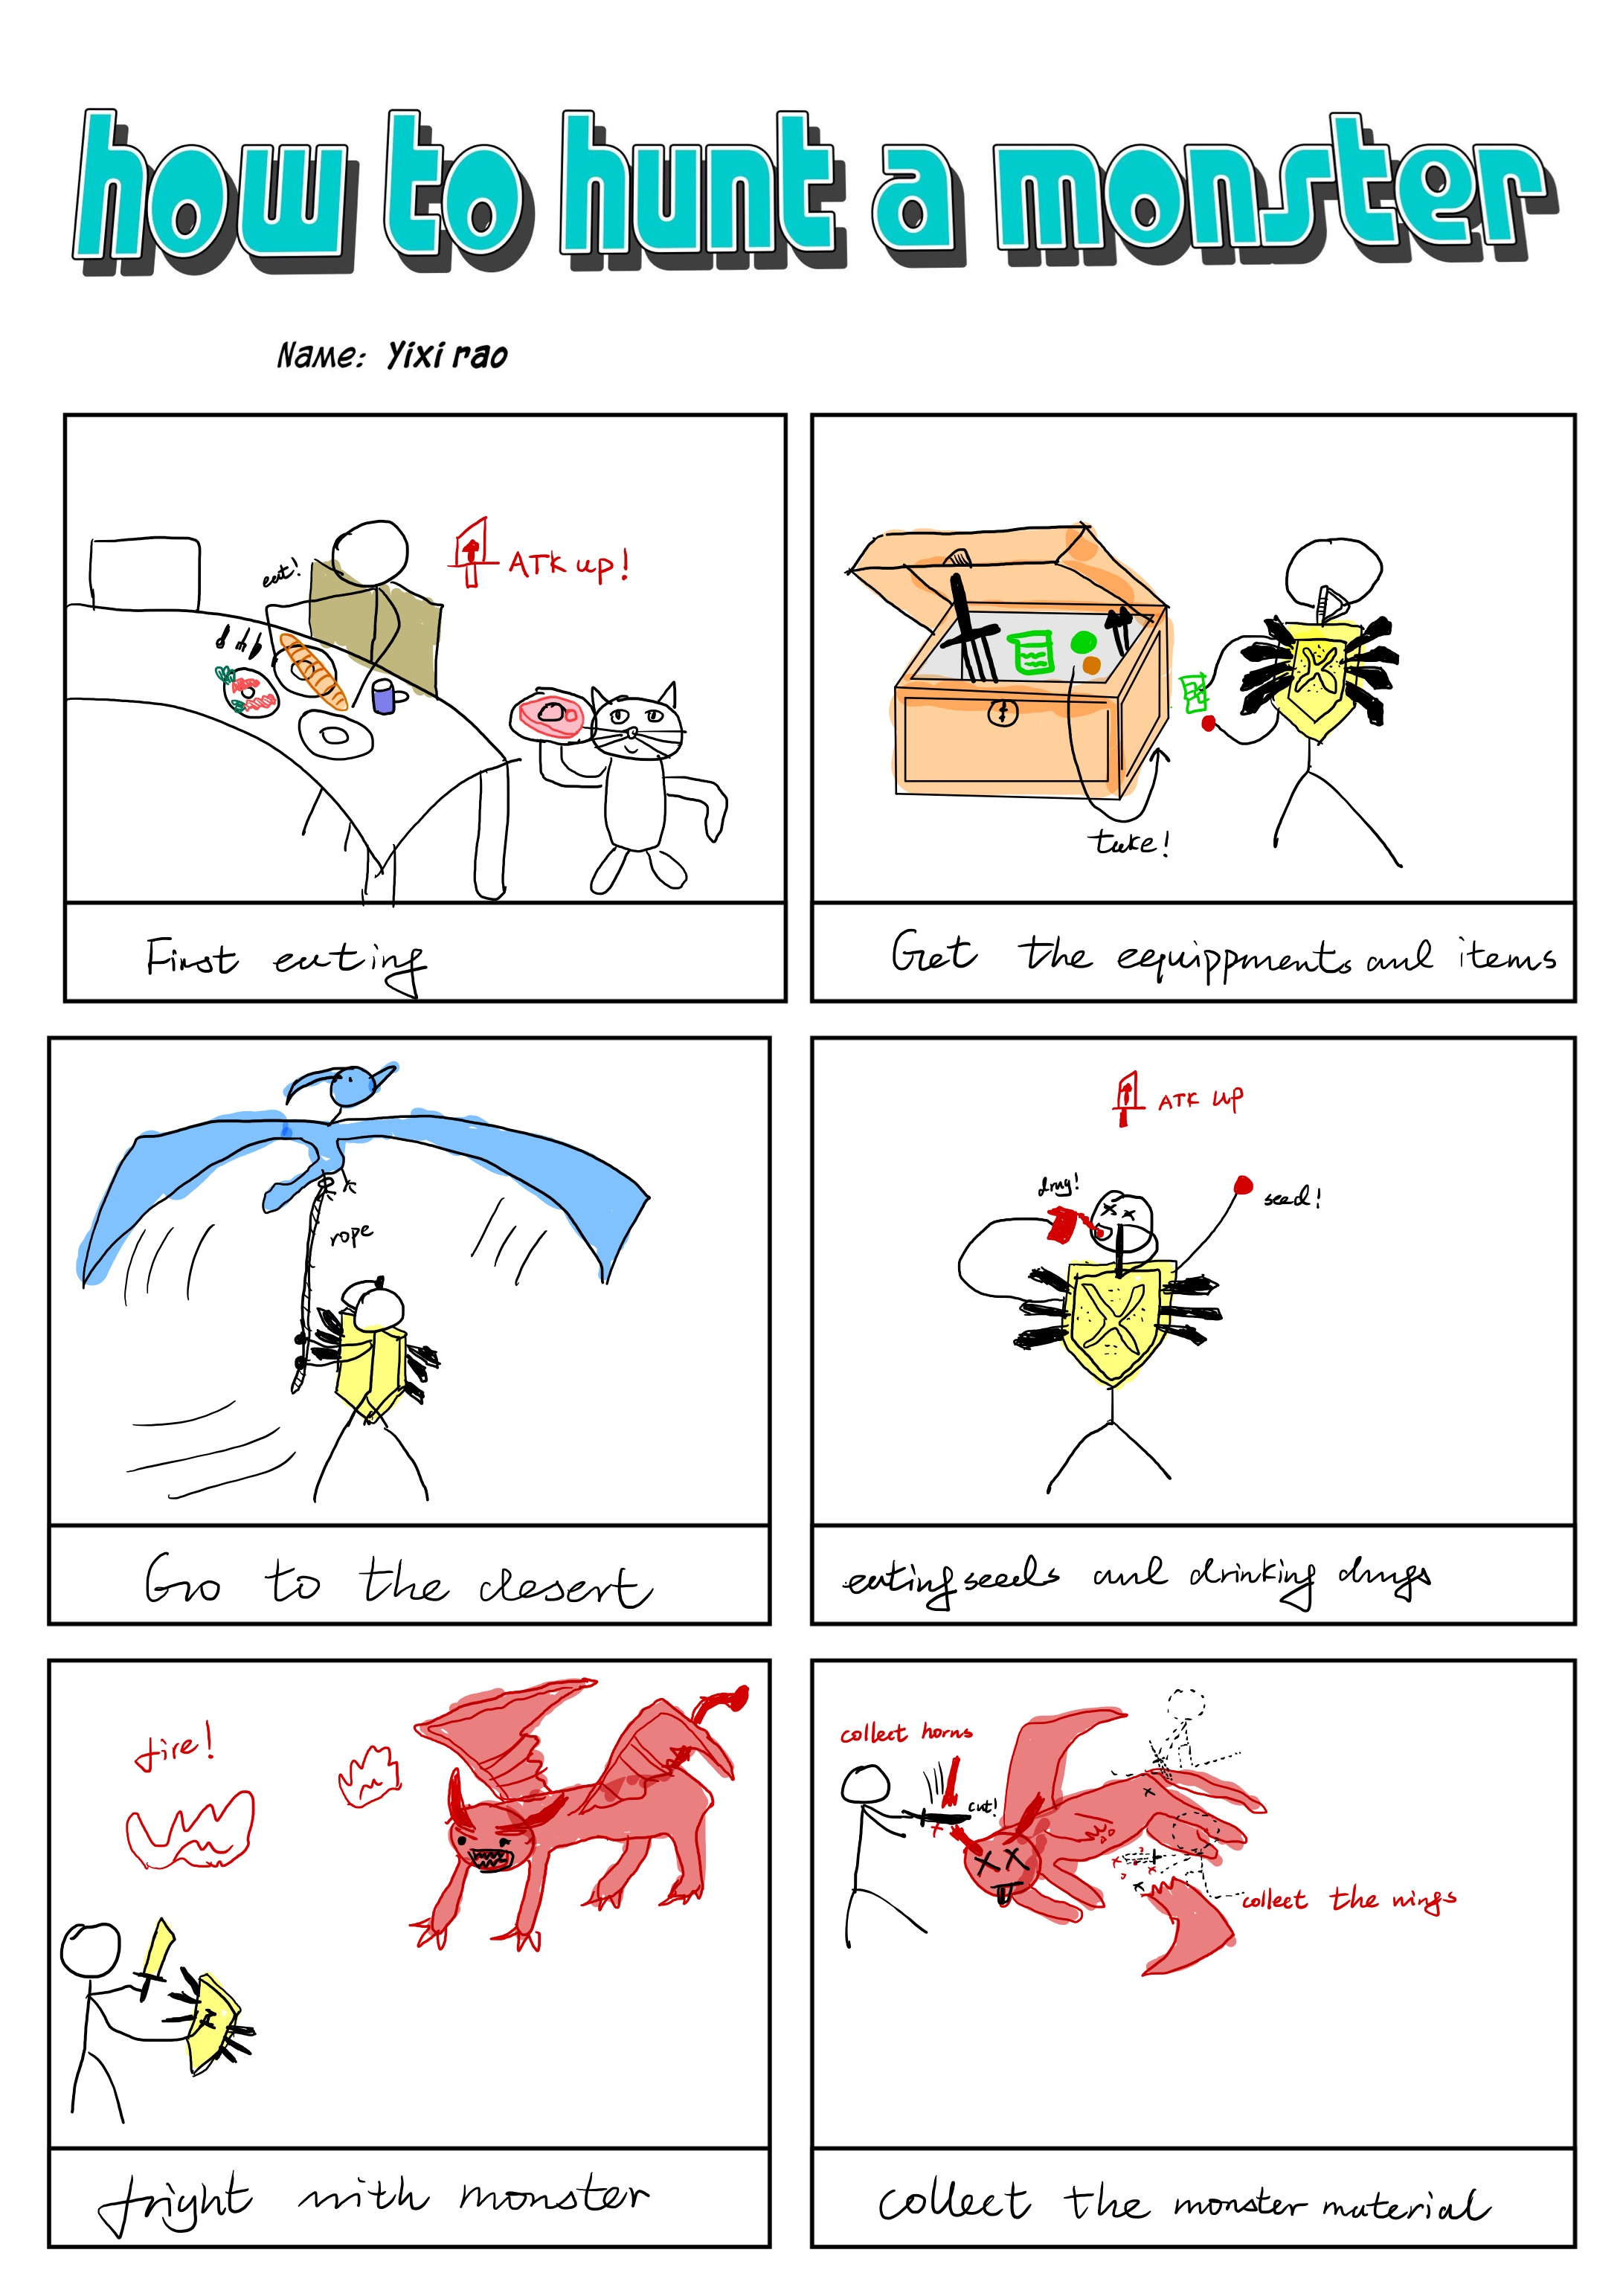 how to hunt a monster
Name: Yixi rao
eat!
ATK up!
First eating
take!
Get the eequippments and items
rope
Go to the desert
ATK up
drug!
seed!
eating seeds and drinking drugs
fire!
fright with monster
collect horns
cut!
collect the wings
collect the monster material